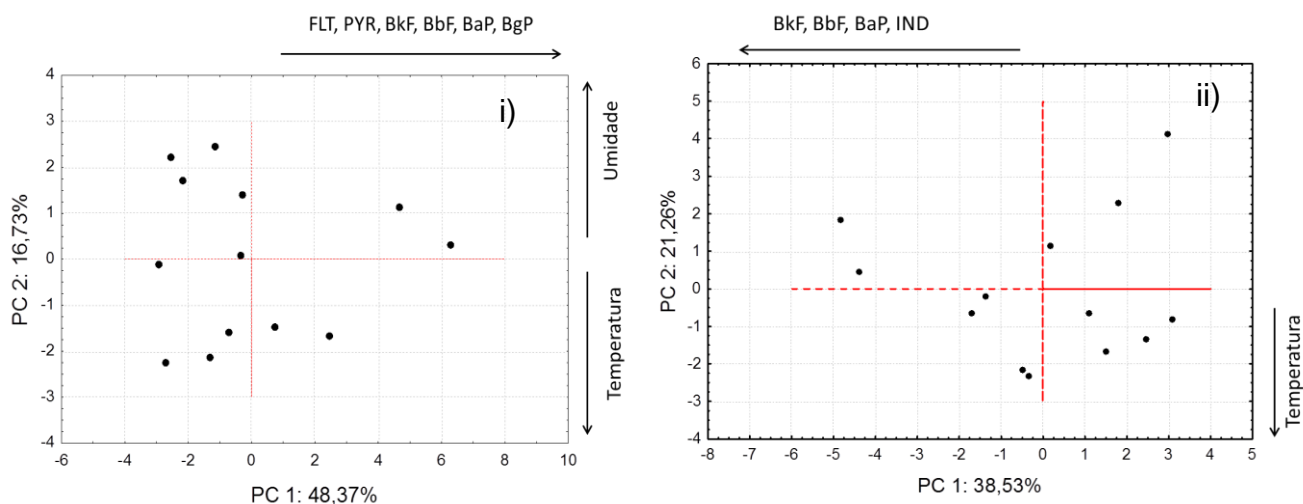 FLT, PYR, BkF, BbF, BaP, BgP
i)
4
3
2
1
0
-1
-2
-3
-4
PC 2: 16,73%
-6 -4 -2 0 2 4 6 8 10
PC 1: 48,37%
Umidade
Temperatura
BkF, BbF, BaP, IND
ii)
6
5
4
3
2
1
0
-1
-2
-3
-4
PC 2: 21,26%
-8 -7 -6 -5 -4 -3 -2 -1 0 1 2 3 4 5
PC 1: 38,53%
Temperatura